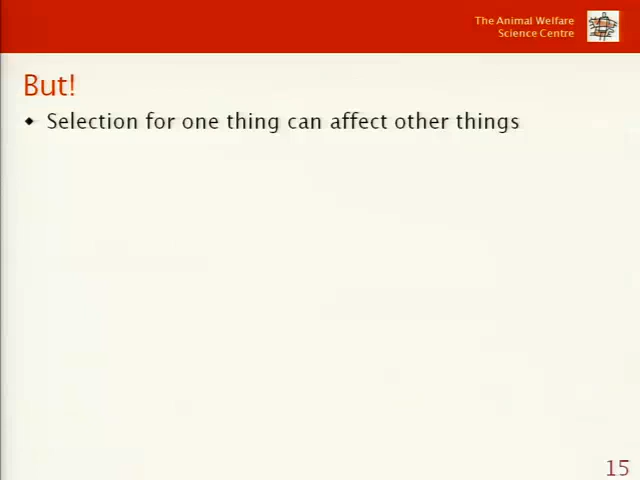 The Animal Welfare
Science Centre
But!
◆ Selection for one thing can affect other things
15